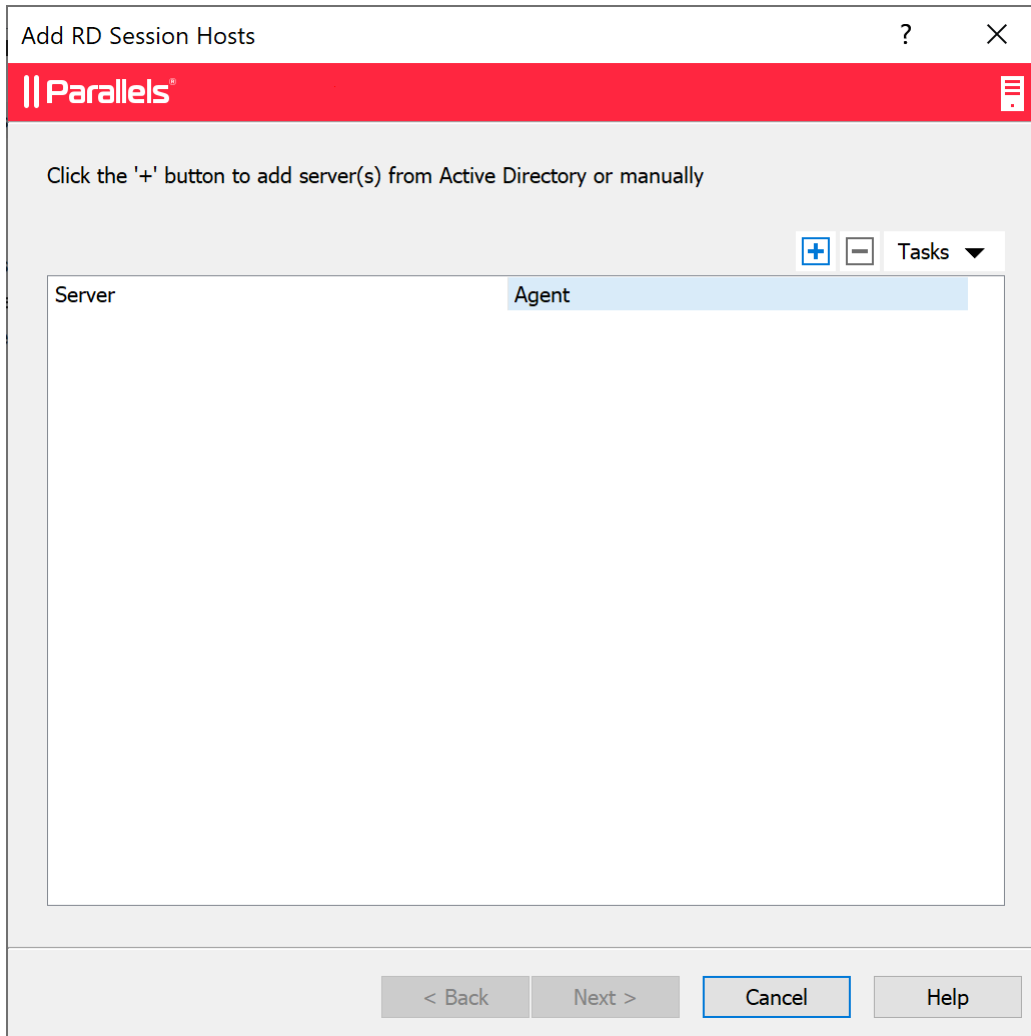 Add RD Session Hosts
?
Parallels®
Click the '+' button to add server(s) from Active Directory or manually
Tasks
Server Agent
< Back Next > Cancel Help